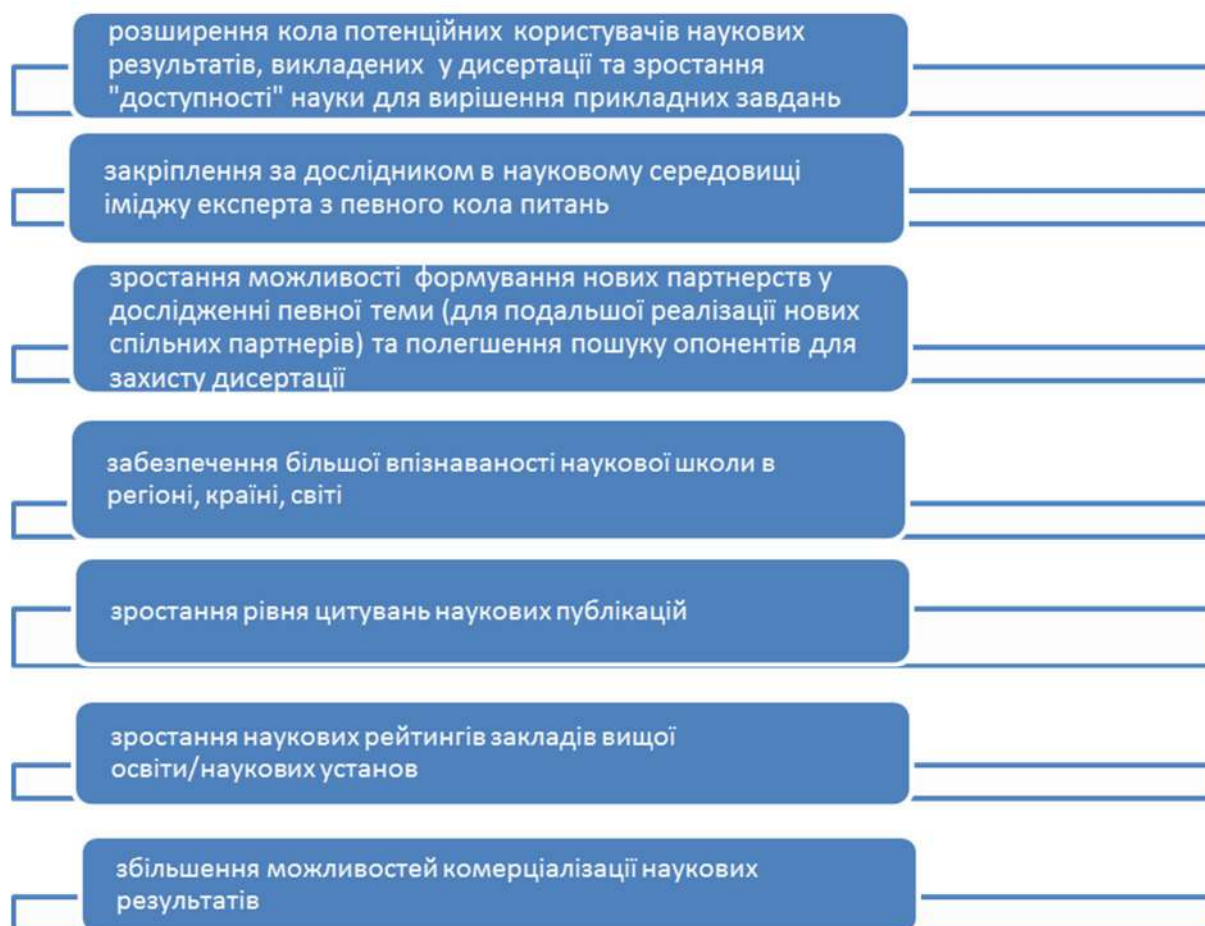 розширення кола потенційних користувачів наукових
результатів, викладених у дисертації та зростання
"доступності" науки для вирішення прикладних завдань
закріплення за дослідником в науковому середовищі
іміджу експерта з певного кола питань
зростання можливості формування нових партнерств у
дослідженні певної теми (для подальшої реалізації нових
спільних партнерів) та полегшення пошуку опонентів для
захисту дисертації
забезпечення більшої впізнаваності наукової школи в
регіоні, країні, світі
зростання рівня цитувань наукових публікацій
зростання наукових рейтингів закладів вищої
освіти/наукових установ
збільшення можливостей комерціалізації наукових
результатів